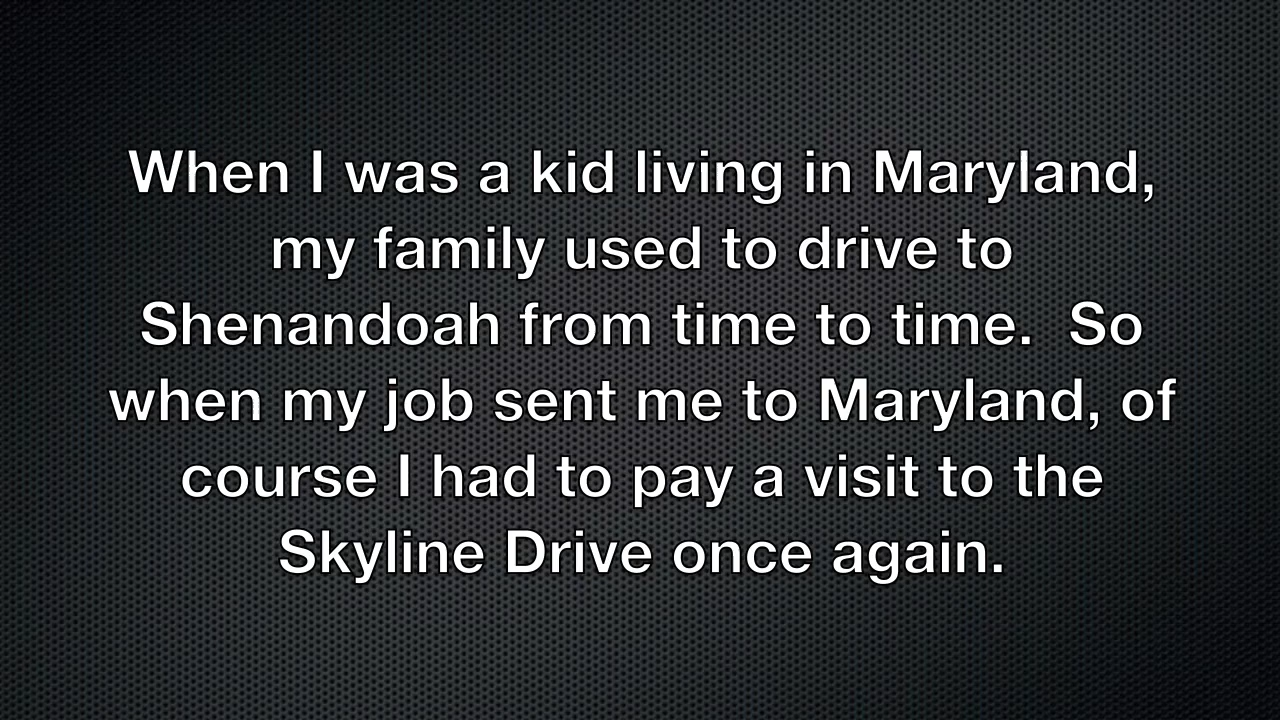 When I was a kid living in Maryland,
my family used to drive to
Shenandoah from time to time.  So
when my job sent me to Maryland, of
course I had to pay a visit to the
Skyline Drive once again.